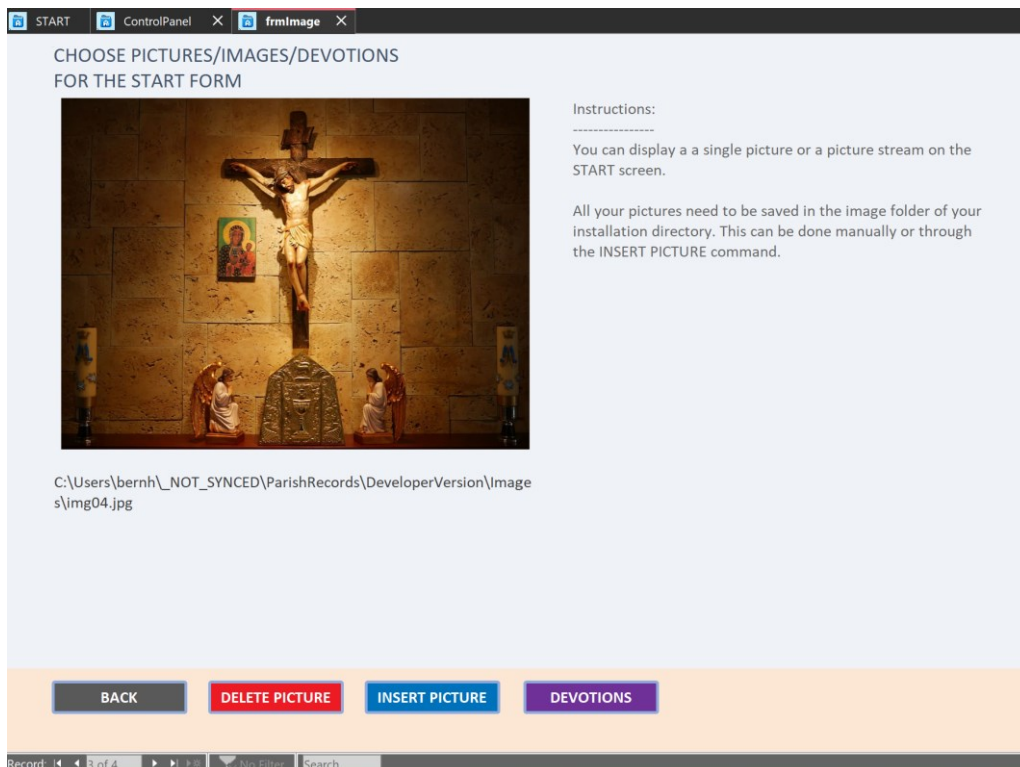 START ControlPanel frmImage
CHOOSE PICTURES/IMAGES/DEVOTIONS
FOR THE START FORM
Instructions:
----------------
You can display a a single picture or a picture stream on the
START screen.
All your pictures need to be saved in the image folder of your
installation directory. This can be done manually or through
the INSERT PICTURE command.
C:\Users\bernh\_NOT_SYNCED\ParishRecords\DeveloperVersion\Image
s\img04.jpg
BACK DELETE PICTURE INSERT PICTURE DEVOTIONS
Record: 3 of 4 No Filter Search